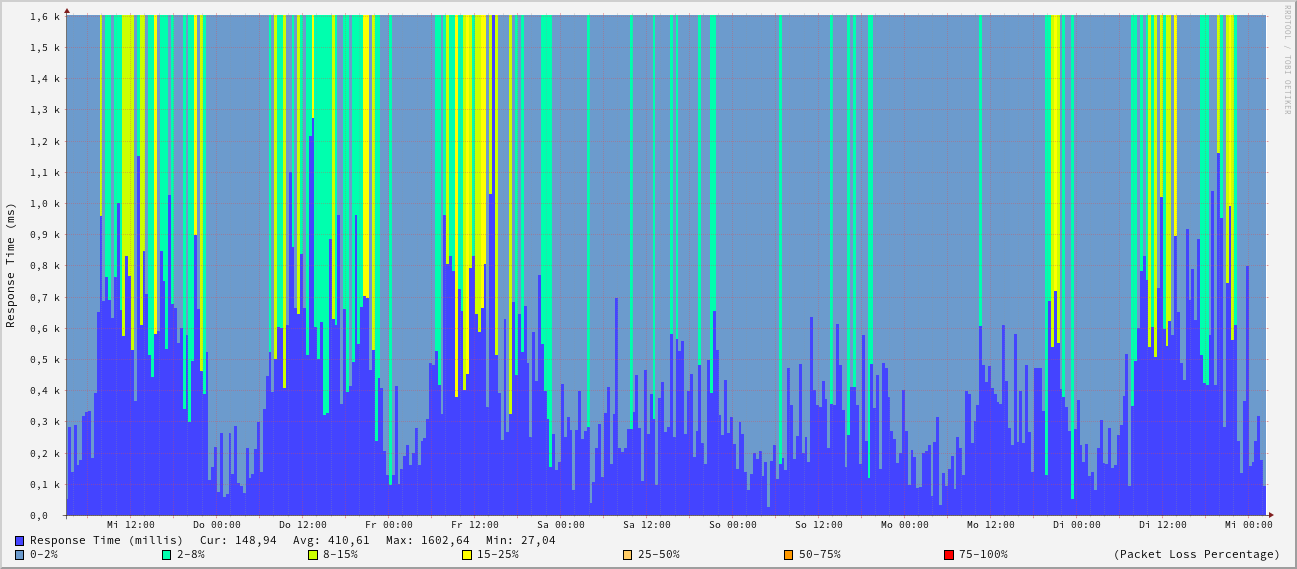 RRDTOOL / TOBI OETIKER
Response Time (ms)
1,6 k
1,5 k
1,4 k
1,3 k
1,2 k
1,1 k
1,0 k
0,9 k
0,8 k
0,7 k
0,6 k
0,5 k
0,4 k
0,3 k
0,2 k
0,1 k
0,0
Mi 12:00 Do 00:00 Do 12:00 Fr 00:00 Fr 12:00 Sa 00:00 Sa 12:00 So 00:00 So 12:00 Mo 00:00 Mo 12:00 Di 00:00 Di 12:00 Mi 00:00
Response Time (millis) Cur: 148,94 Avg: 410,61 Max: 1602,64 Min: 27,04
0-2% 2-8% 8-15% 15-25% 25-50% 50-75% 75-100% (Packet Loss Percentage)